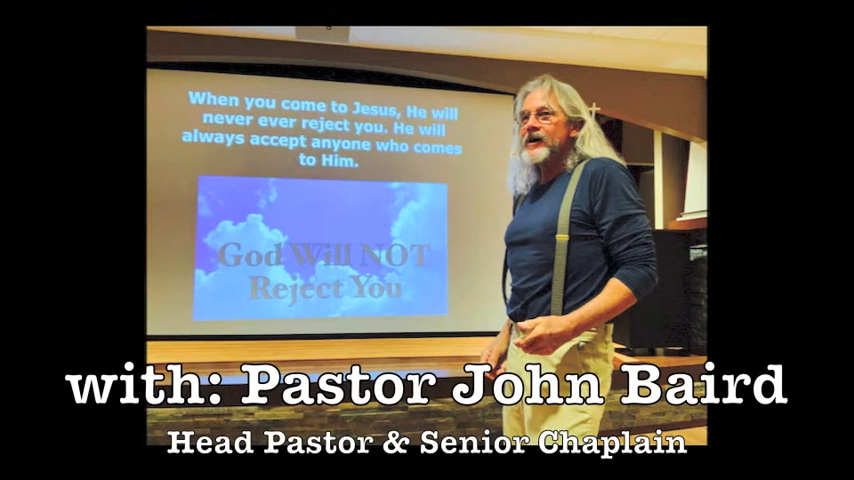 When you come to Jesus, He will
never ever reject you. He will
always accept anyone who comes
to Him.
God Will NOT
Reject You
with: Pastor John Baird
Head Pastor & Senior Chaplain